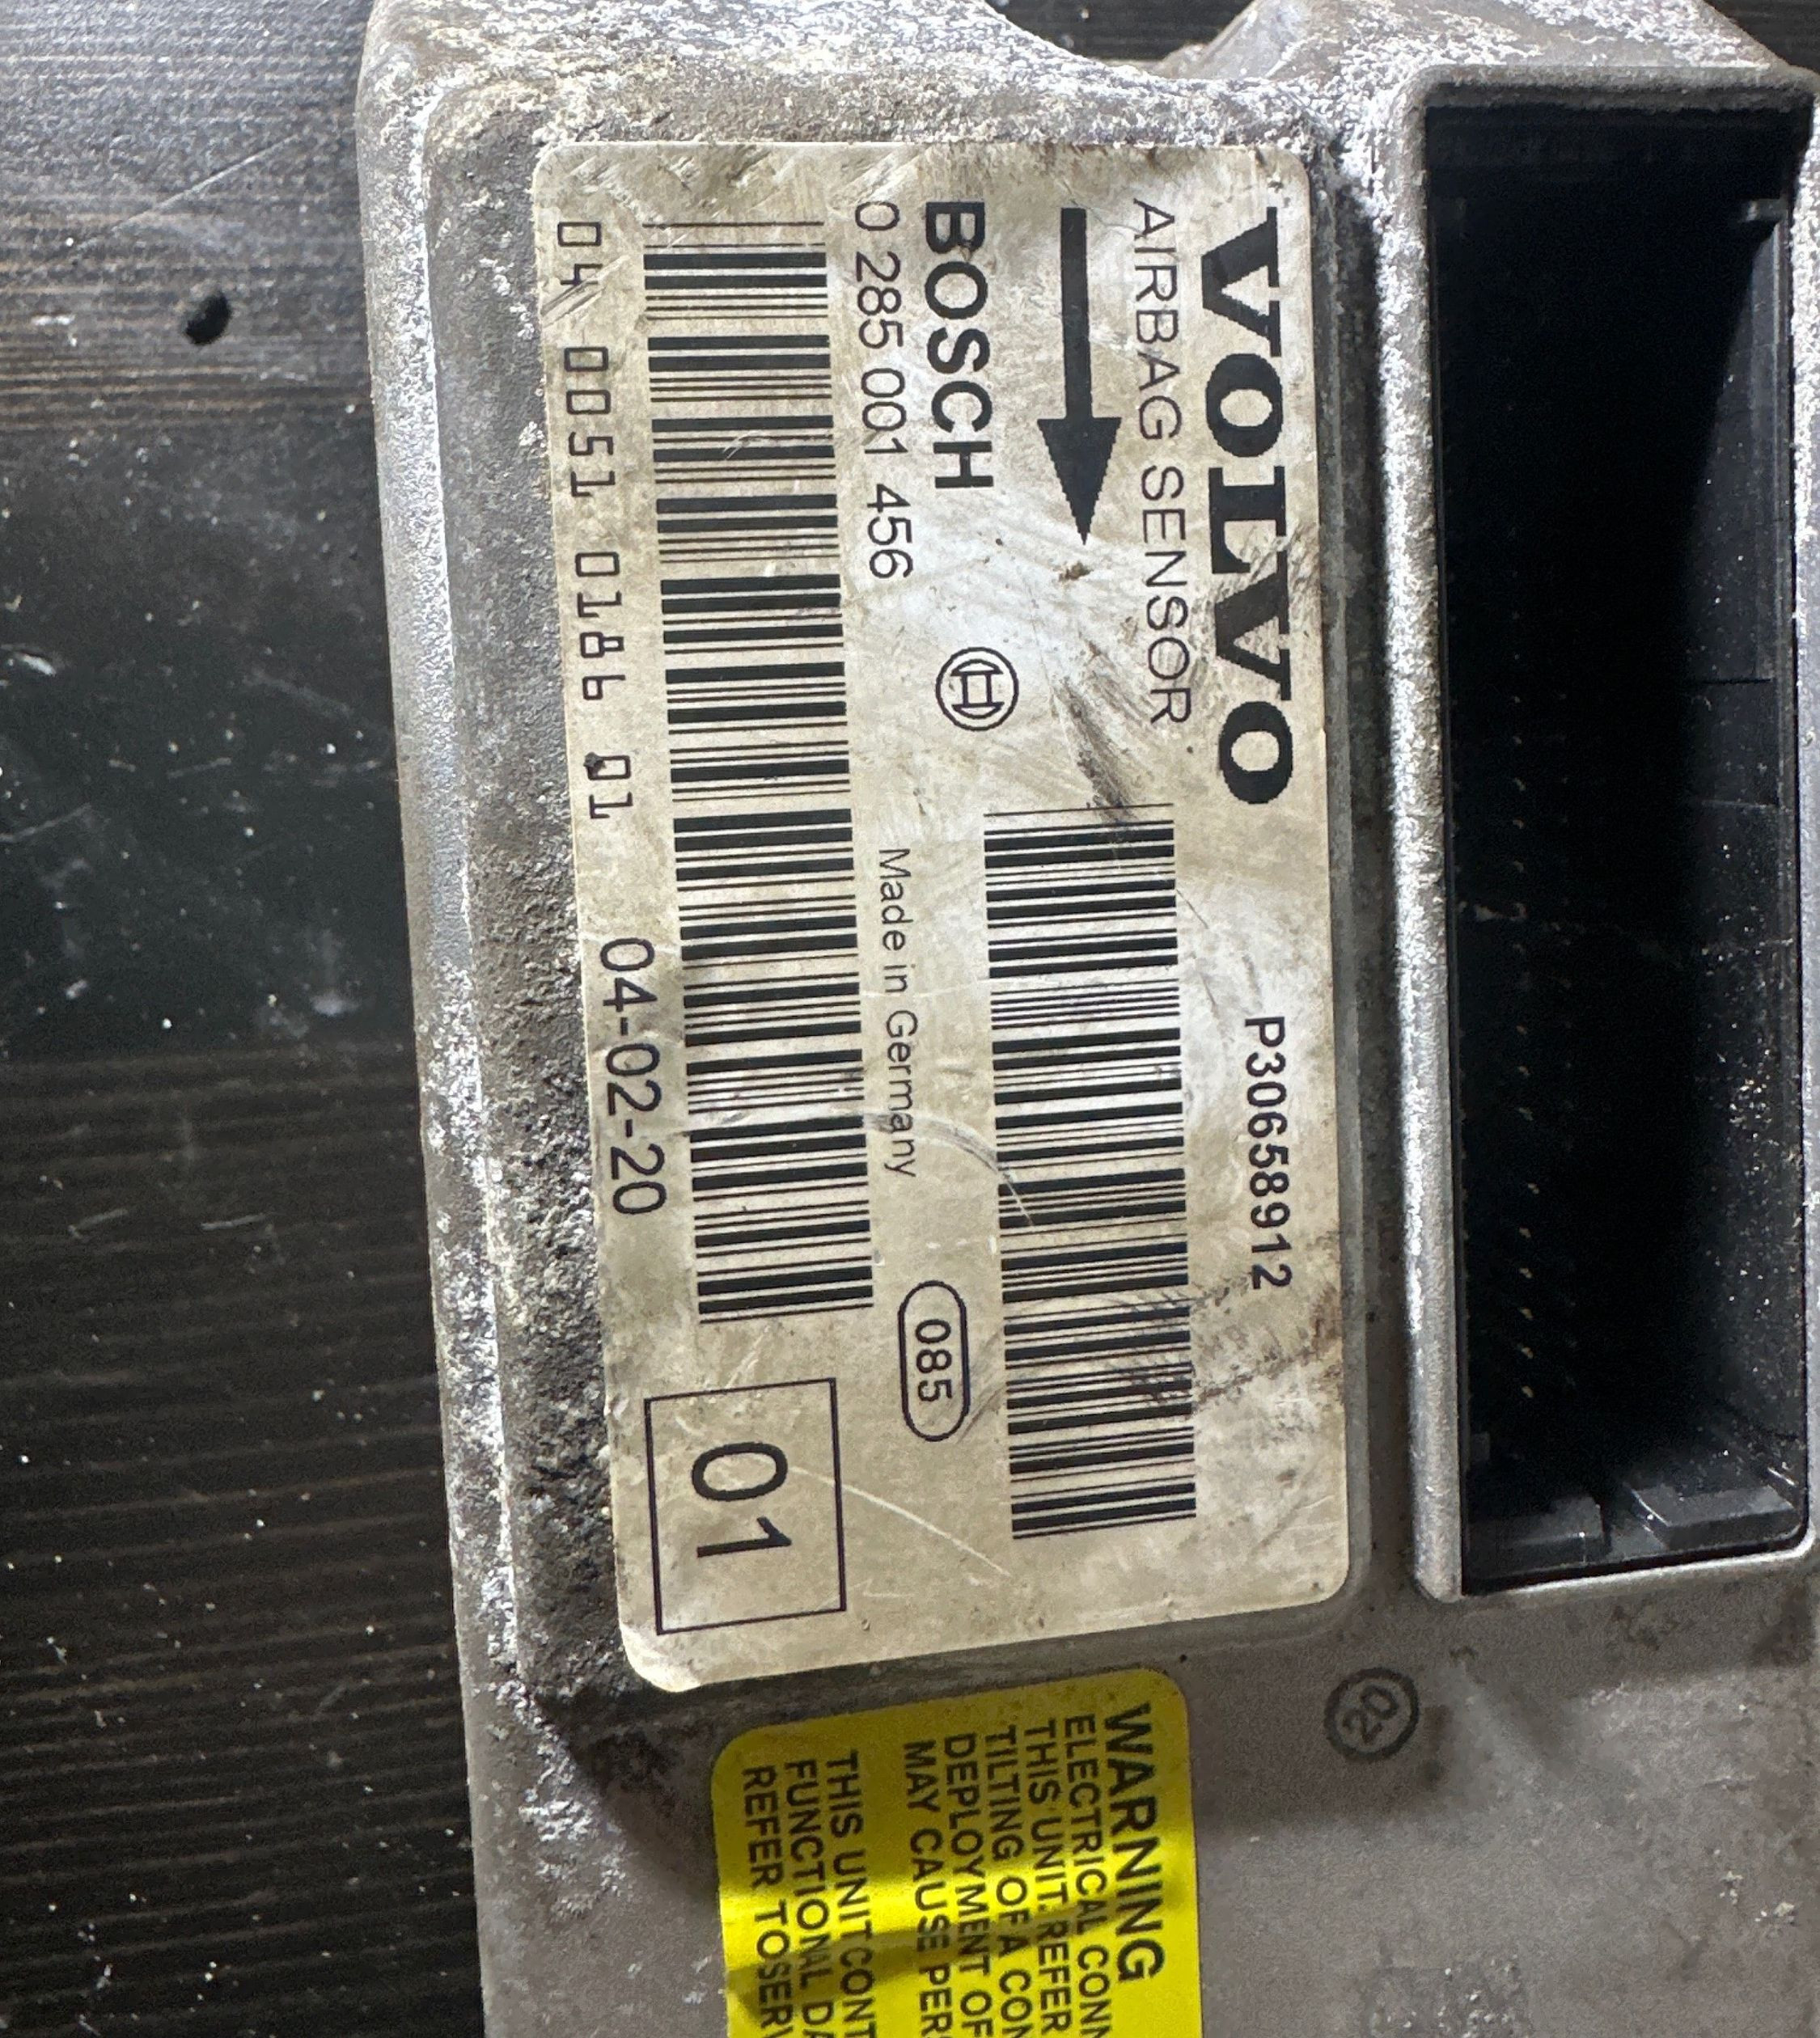 VOLVO
P30658912
AIRBAG SENSOR
BOSCH
0 285 001 456
Made in Germany
085
04 0051 0186 01
04-02-20
01
20
WARNING
ELECTRICAL CONN
THIS UNIT. REFER
TILTING OF A CON
DEPLOYMENT OF
MAY CAUSE PERS
THIS UNIT CONT
FUNCTIONAL DA
REFER TO SERV